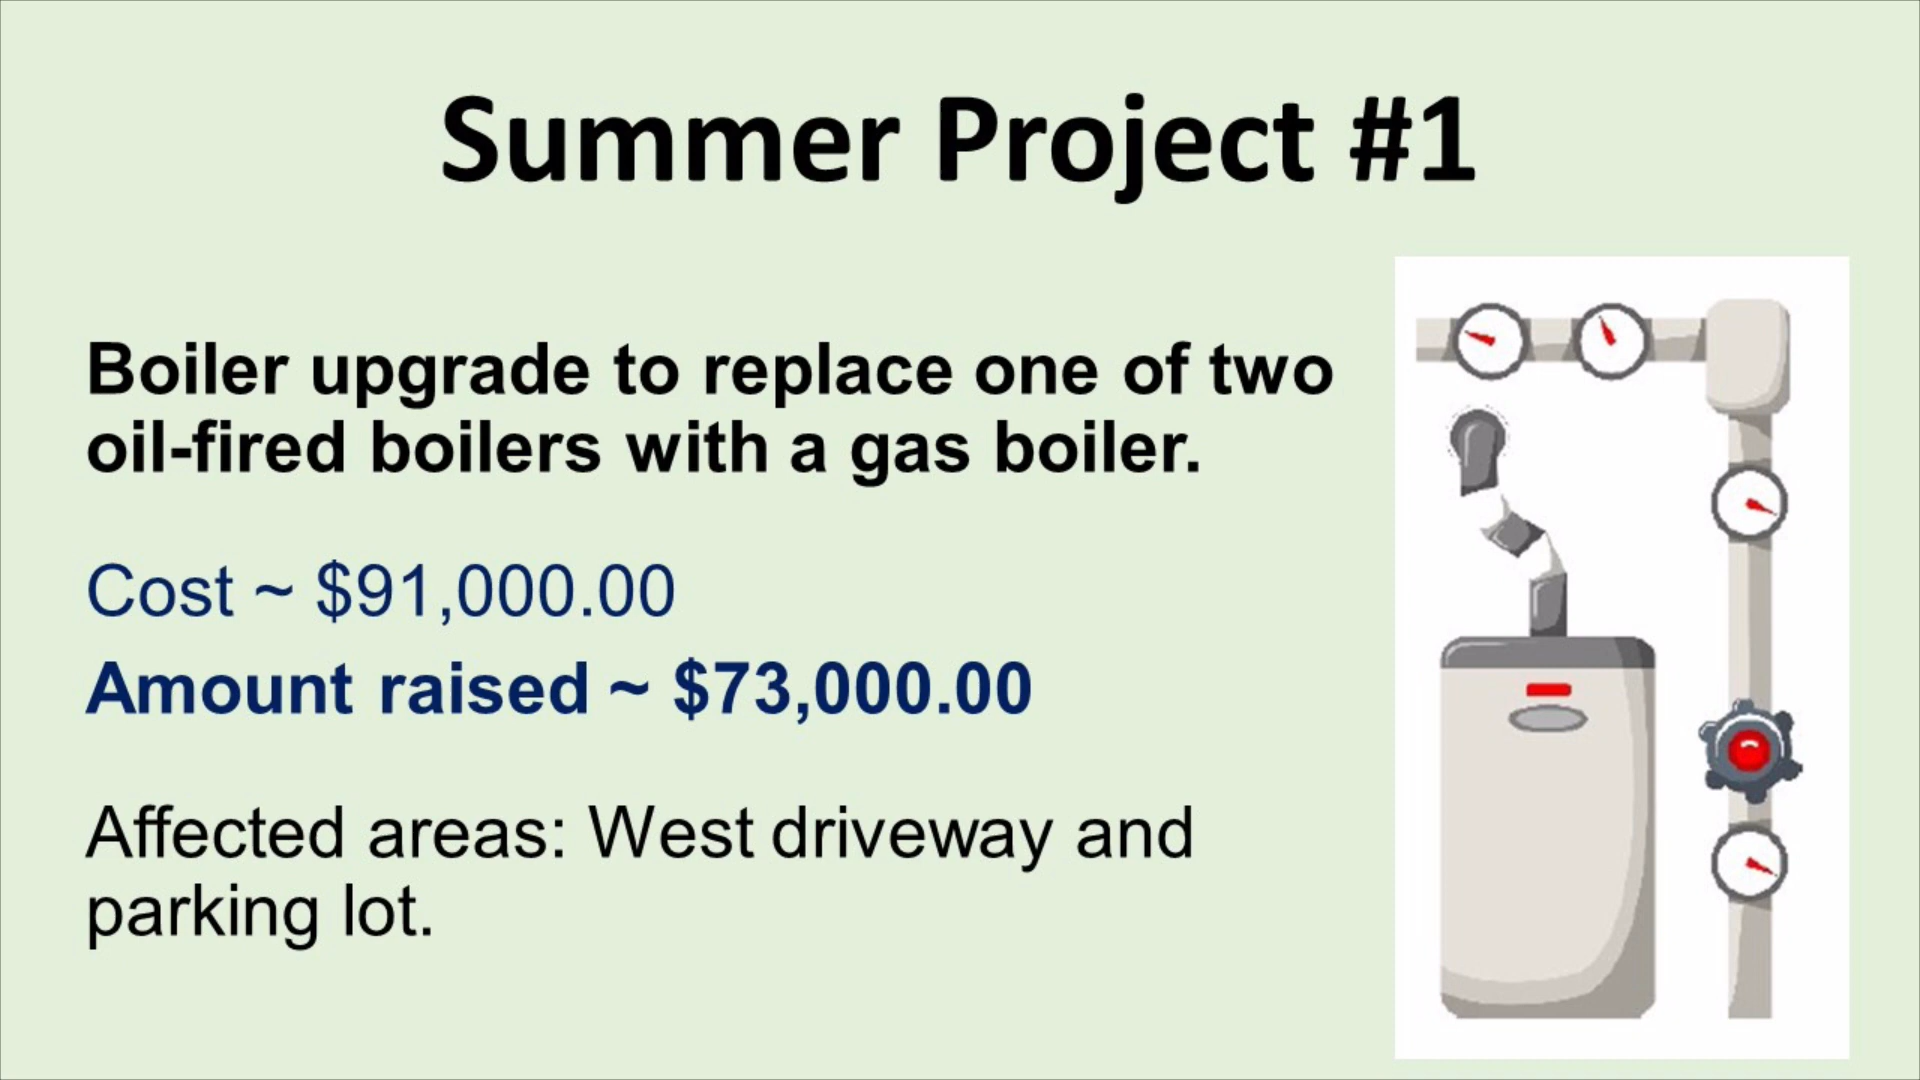 Summer Project #1
Boiler upgrade to replace one of two
oil-fired boilers with a gas boiler.
Cost ~ $91,000.00
Amount raised ~ $73,000.00
Affected areas: West driveway and
parking lot.